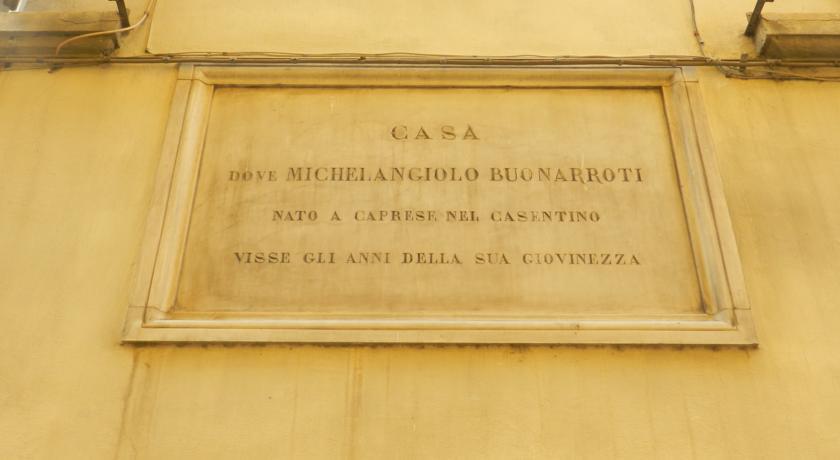 CASA
DOVE MICHELANGIOLO BUONARROTI
NATO A CAPRESE NEL CASENTINO
VISSE GLI ANNI DELLA SUA GIOVINEZZA